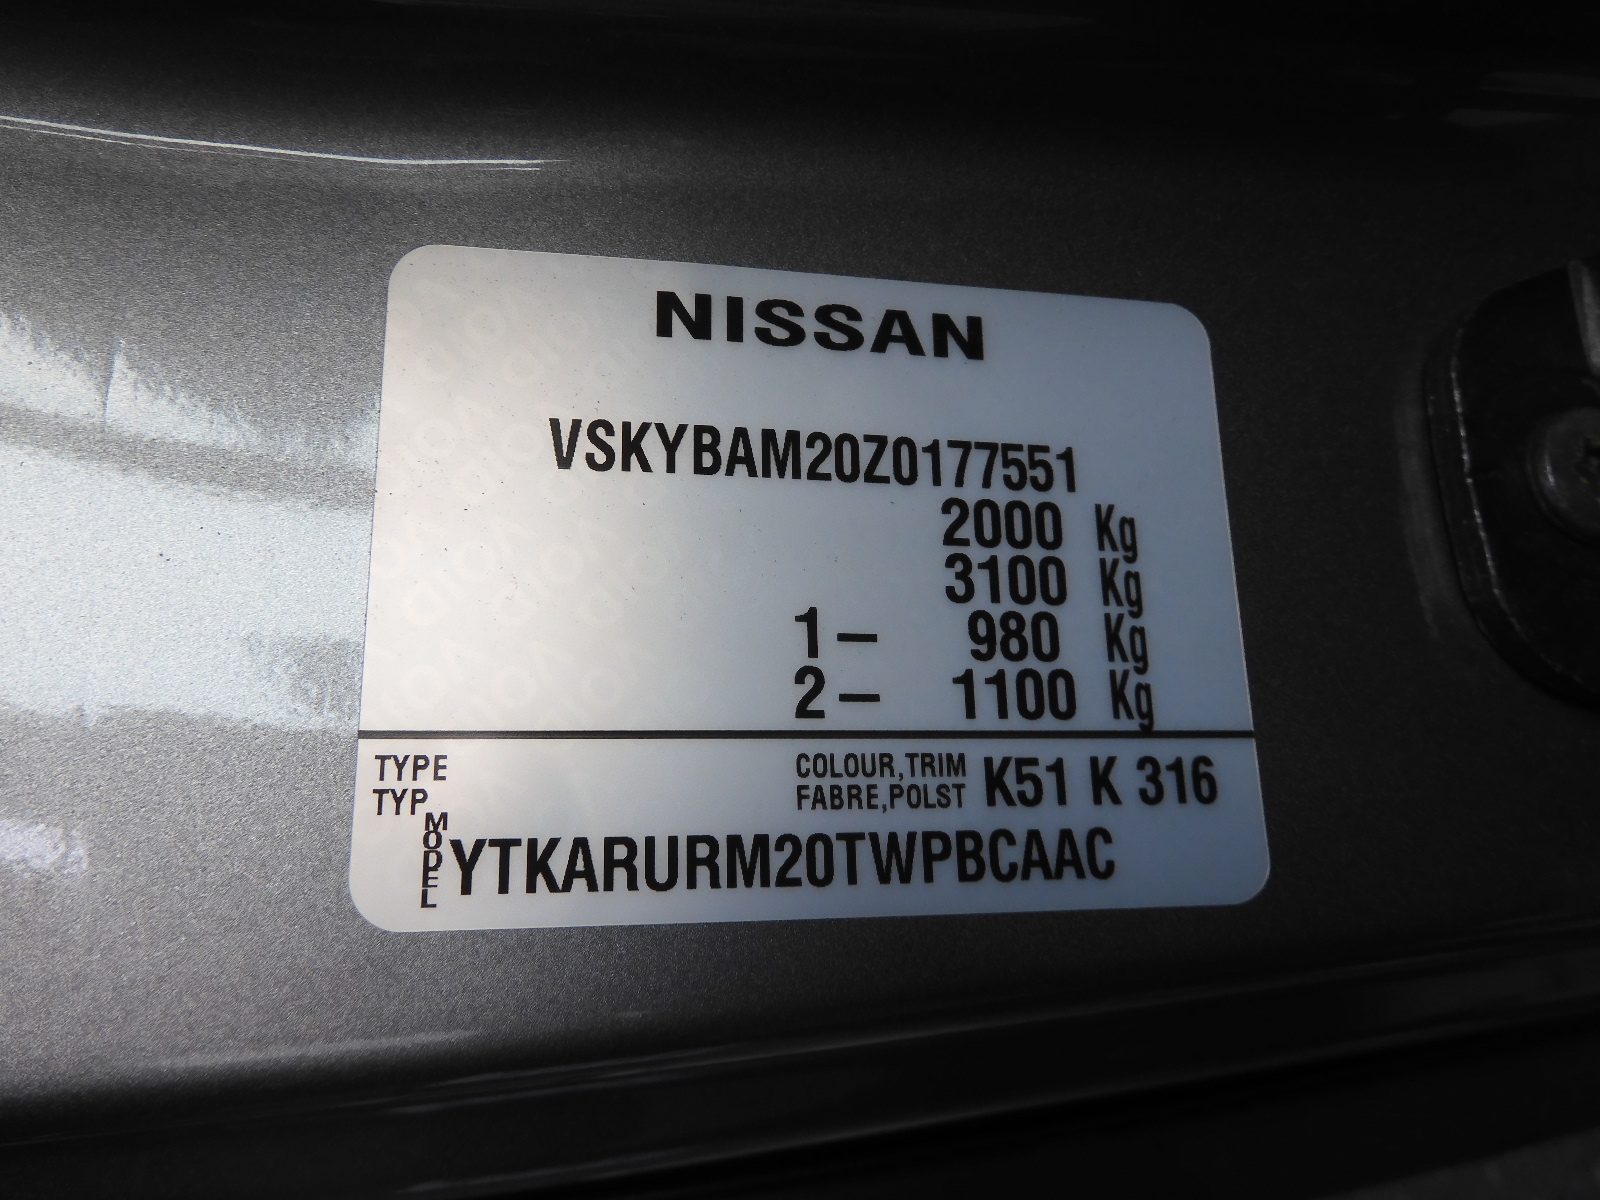 NISSAN
VSKYBAM20Z0177551
2000 Kg
3100 Kg
1– 980 Kg
2– 1100 Kg
TYPE
TYP
COLOUR,TRIM
FABRE,POLST
K51 K 316
MODEL
YTKARURM20TWPBCAAC